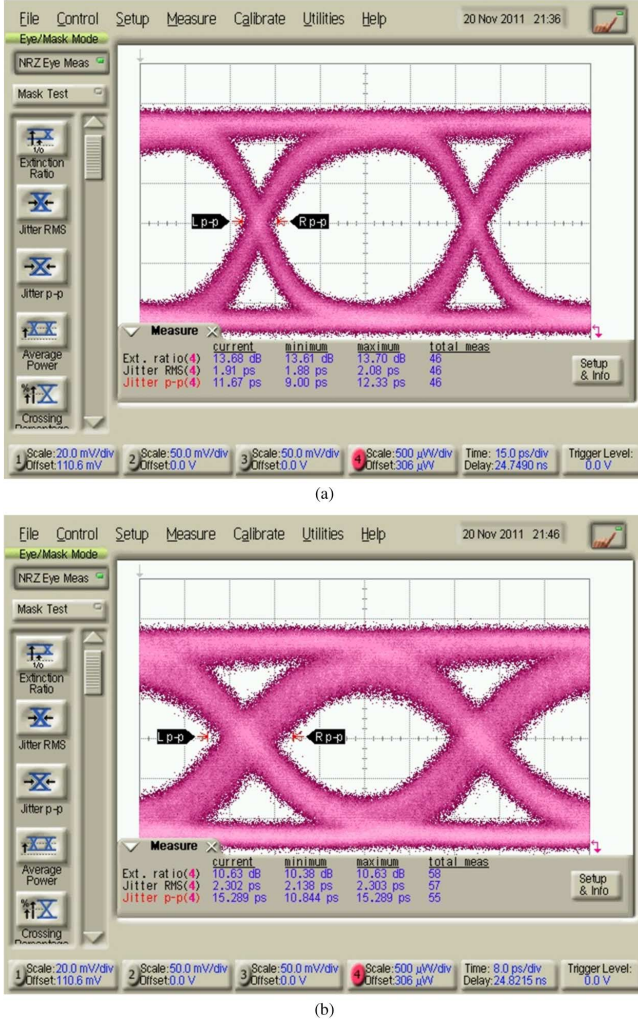 File Control Setup Measure Calibrate Utilities Help 20 Nov 2011 21:36
Eye/Mask Mode
NRZ Eye Meas
Mask Test
1/0
Extinction
Ratio
Jitter RMS
Jitter p-p
Average
Power
%
Crossing
L p-p R p-p
Measure
current minimum maximum total meas
Ext. ratio(4) 13.68 dB 13.61 dB 13.70 dB 46
Jitter RMS(4) 1.91 ps 1.88 ps 2.08 ps 46
Jitter p-p(4) 11.67 ps 9.00 ps 12.33 ps 46
Setup
& Info
1 Scale:20.0 mV/div 2 Scale:50.0 mV/div 3 Scale:50.0 mV/div 4 Scale:500 µW/div Time: 15.0 ps/div Trigger Level:
Offset:110.6 mV Offset:0.0 V Offset:0.0 V Offset:306 µW Delay:24.7490 ns 0.0 V
(a)
File Control Setup Measure Calibrate Utilities Help 20 Nov 2011 21:46
Eye/Mask Mode
NRZ Eye Meas
Mask Test
1/0
Extinction
Ratio
Jitter RMS
Jitter p-p
Average
Power
%
Crossing
L p-p R p-p
Measure
current minimum maximum total meas
Ext. ratio(4) 10.63 dB 10.38 dB 10.63 dB 58
Jitter RMS(4) 2.302 ps 2.138 ps 2.303 ps 57
Jitter p-p(4) 15.289 ps 10.844 ps 15.289 ps 55
Setup
& Info
1 Scale:20.0 mV/div 2 Scale:50.0 mV/div 3 Scale:50.0 mV/div 4 Scale:500 µW/div Time: 8.0 ps/div Trigger Level:
Offset:110.6 mV Offset:0.0 V Offset:0.0 V Offset:306 µW Delay:24.8215 ns 0.0 V
(b)